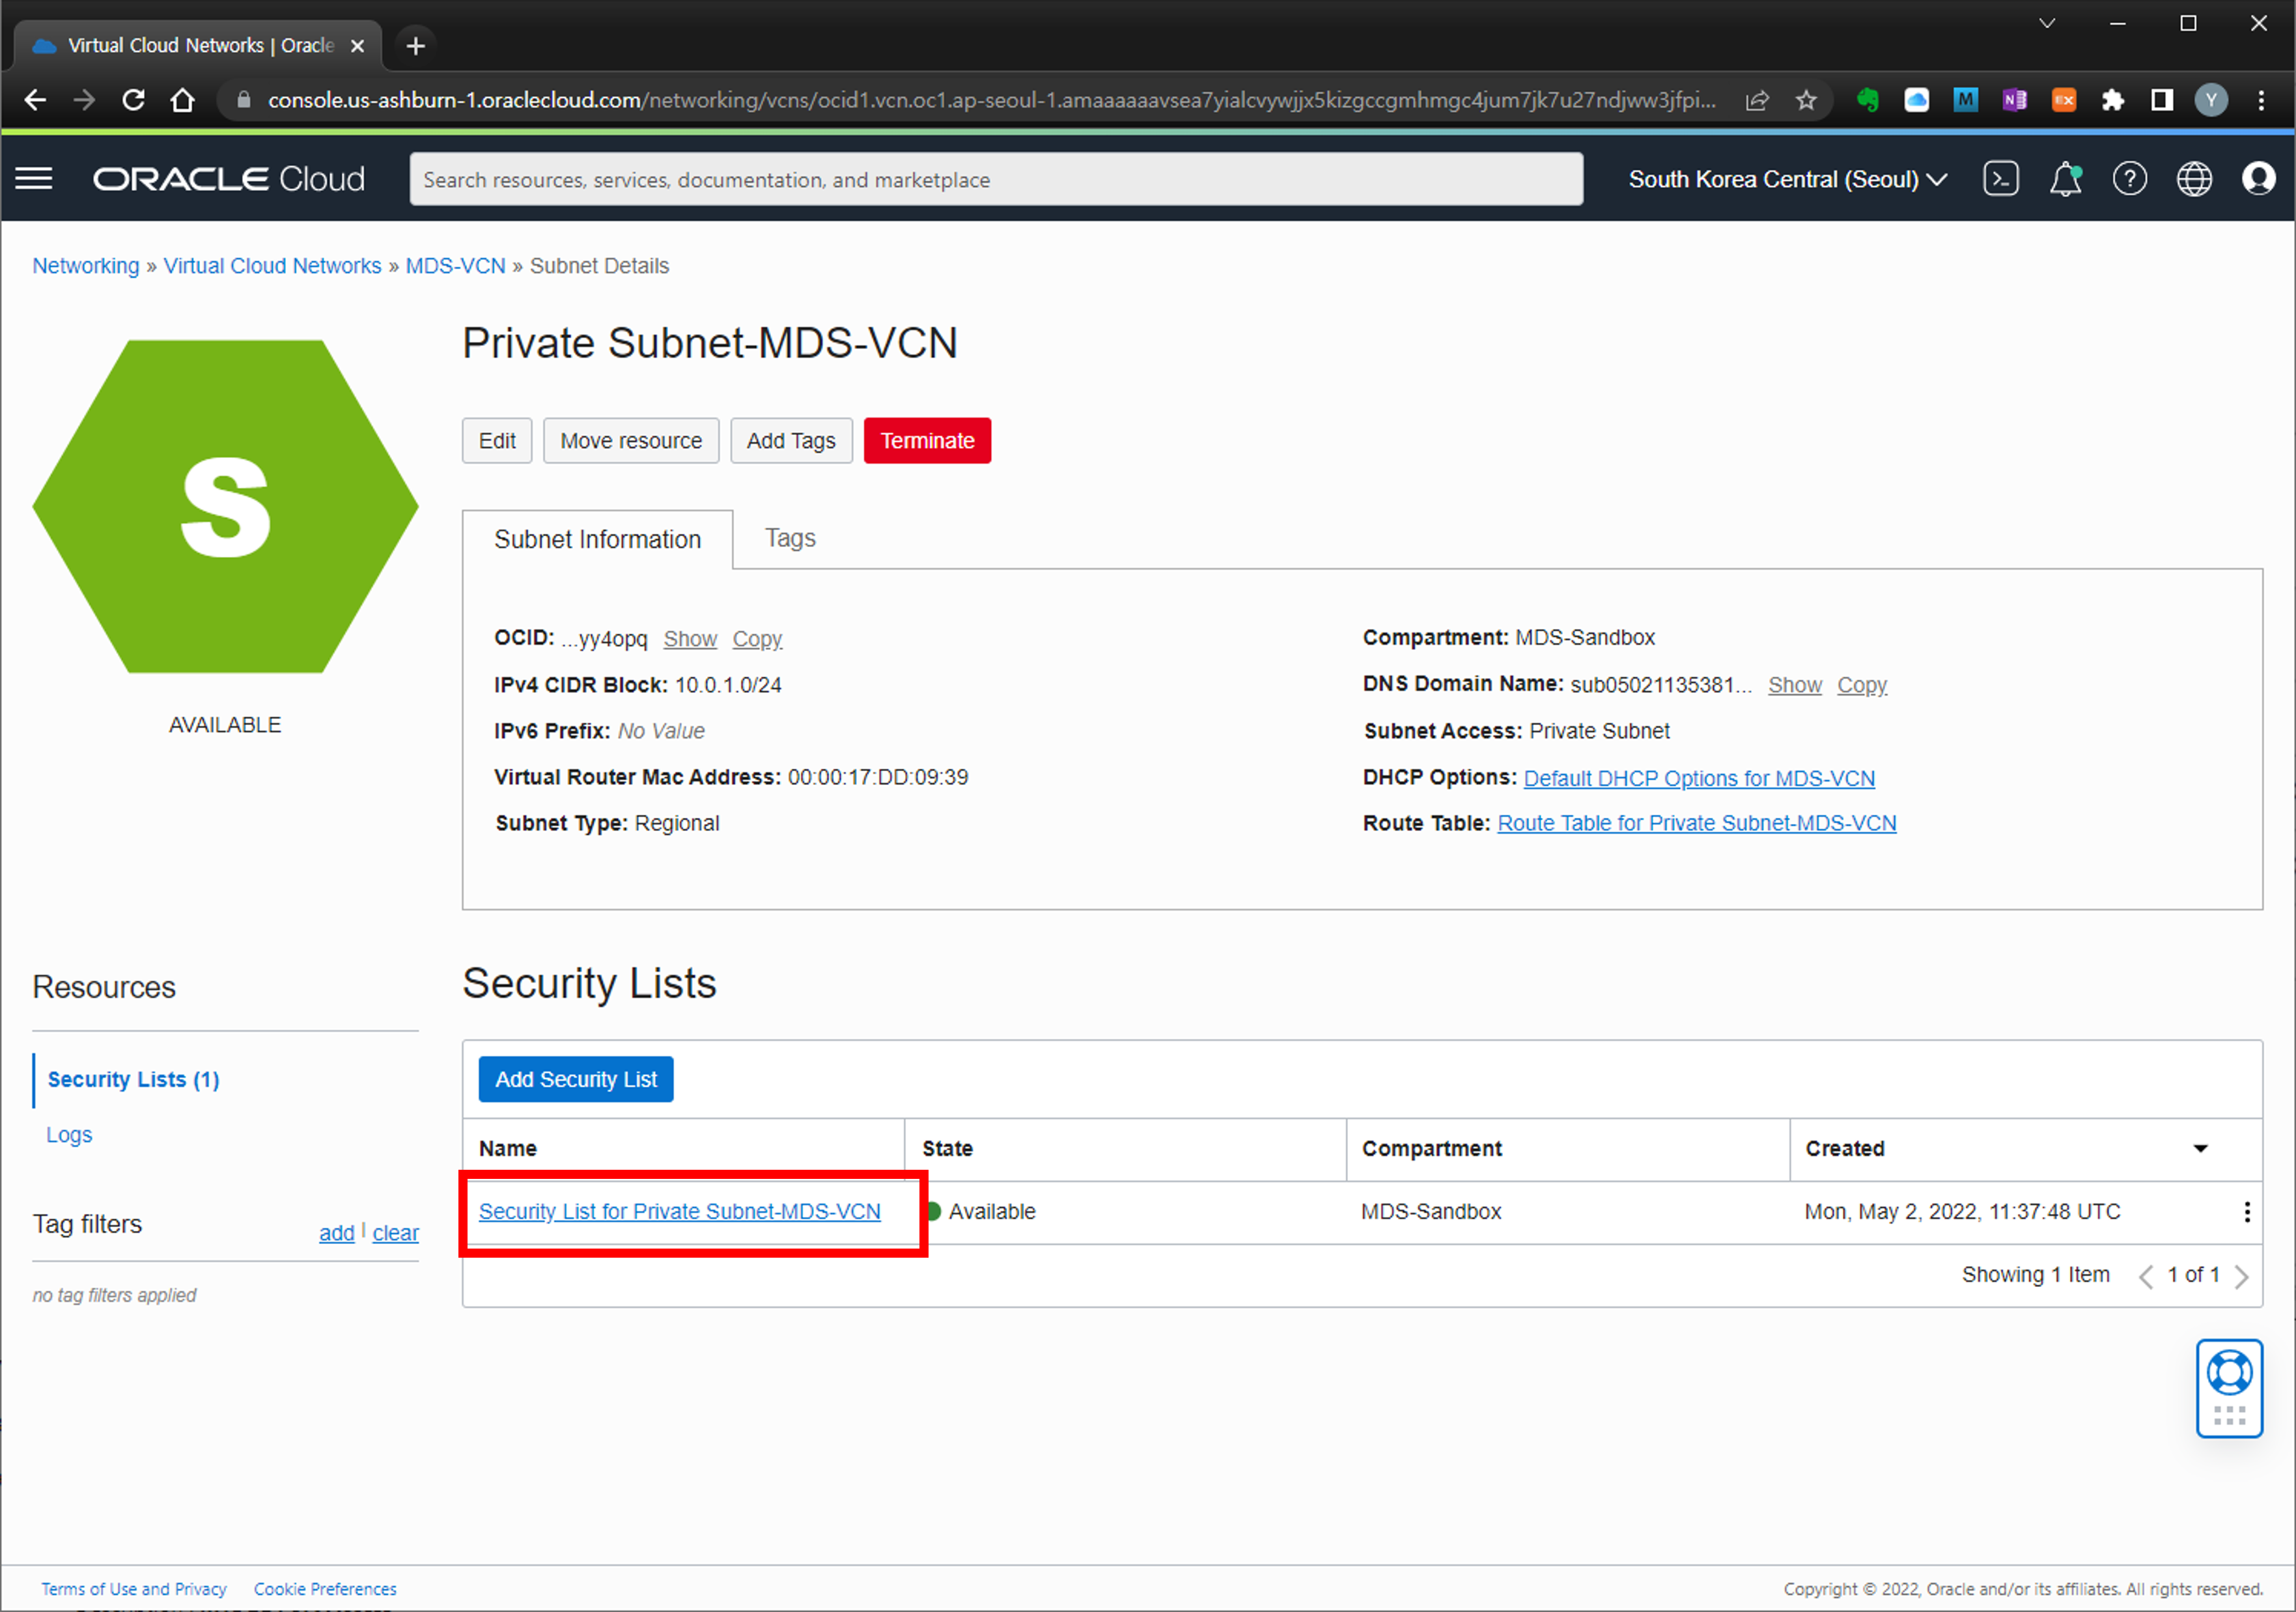 Virtual Cloud Networks | Oracle
console.us-ashburn-1.oraclecloud.com/networking/vcns/ocid1.vcn.oc1.ap-seoul-1.amaaaaaavsea7yialcvywjjx5kizgccgmhmgc4jum7jk7u27ndjww3jfpi...
M
N
EX
Y
ORACLE Cloud
Search resources, services, documentation, and marketplace
South Korea Central (Seoul)
Networking » Virtual Cloud Networks » MDS-VCN » Subnet Details
S
AVAILABLE
Private Subnet-MDS-VCN
Edit
Move resource
Add Tags
Terminate
Subnet Information
Tags
OCID: ...yy4opq Show Copy
IPv4 CIDR Block: 10.0.1.0/24
IPv6 Prefix: No Value
Virtual Router Mac Address: 00:00:17:DD:09:39
Subnet Type: Regional
Compartment: MDS-Sandbox
DNS Domain Name: sub05021135381... Show Copy
Subnet Access: Private Subnet
DHCP Options: Default DHCP Options for MDS-VCN
Route Table: Route Table for Private Subnet-MDS-VCN
Resources
Security Lists (1)
Logs
Tag filters
add | clear
no tag filters applied
Security Lists
Add Security List
Name State Compartment Created
Security List for Private Subnet-MDS-VCN Available MDS-Sandbox Mon, May 2, 2022, 11:37:48 UTC
Showing 1 Item < 1 of 1 >
Terms of Use and Privacy Cookie Preferences
Copyright © 2022, Oracle and/or its affiliates. All rights reserved.